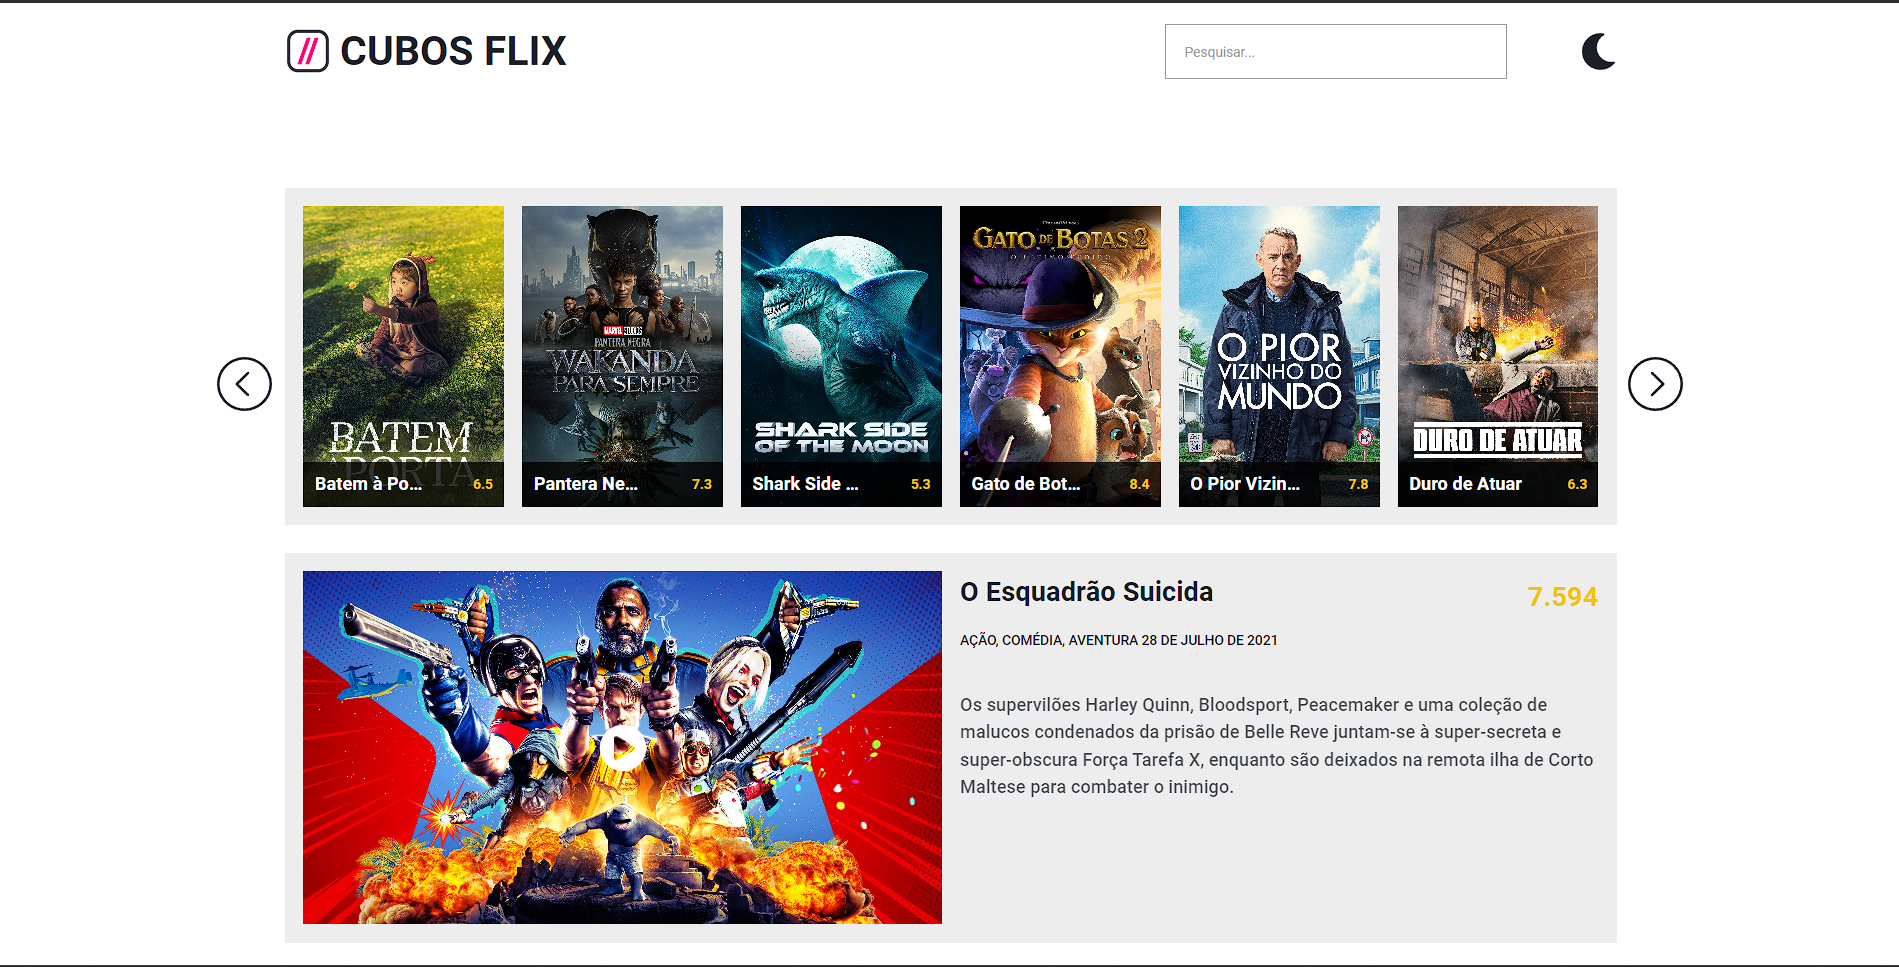 CUBOS FLIX
Pesquisar...
BATEM
À PORTA
Batem à Po...
6.5
MARVEL STUDIOS
PANTERA NEGRA
WAKANDA
PARA SEMPRE
Pantera Ne...
7.3
SHARK SIDE
OF THE MOON
Shark Side ...
5.3
GATO DE BOTAS 2
O ÚLTIMO PEDIDO
Gato de Bot...
8.4
O PIOR
VIZINHO DO
MUNDO
O Pior Vizin...
7.8
DURO DE ATUAR
Duro de Atuar
6.3
O Esquadrão Suicida
7.594
AÇÃO, COMÉDIA, AVENTURA 28 DE JULHO DE 2021
Os supervilões Harley Quinn, Bloodsport, Peacemaker e uma coleção de
malucos condenados da prisão de Belle Reve juntam-se à super-secreta e
super-obscura Força Tarefa X, enquanto são deixados na remota ilha de Corto
Maltese para combater o inimigo.